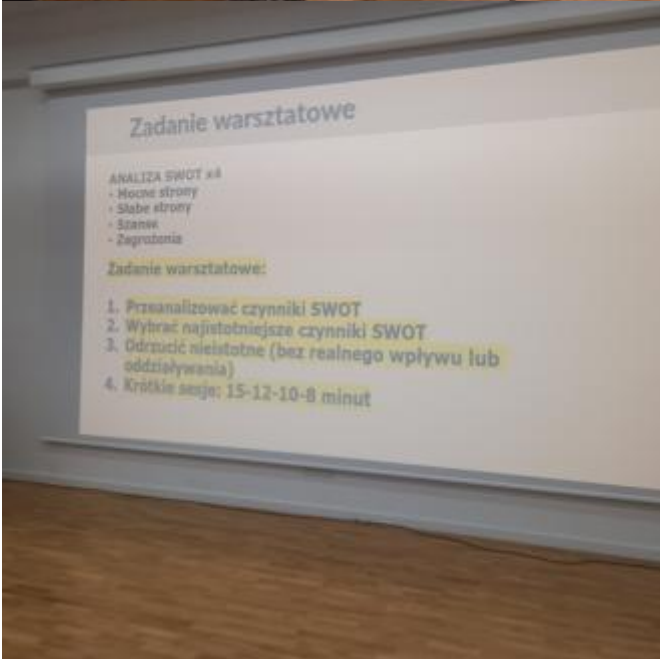 Zadanie warsztatowe
ANALIZA SWOT x4
- Mocne strony
- Słabe strony
- Szanse
- Zagrożenia
Zadanie warsztatowe:
1. Przeanalizować czynniki SWOT
2. Wybrać najistotniejsze czynniki SWOT
3. Odrzucić nieistotne (bez realnego wpływu lub
oddziaływania)
4. Krótkie sesje: 15-12-10-8 minut